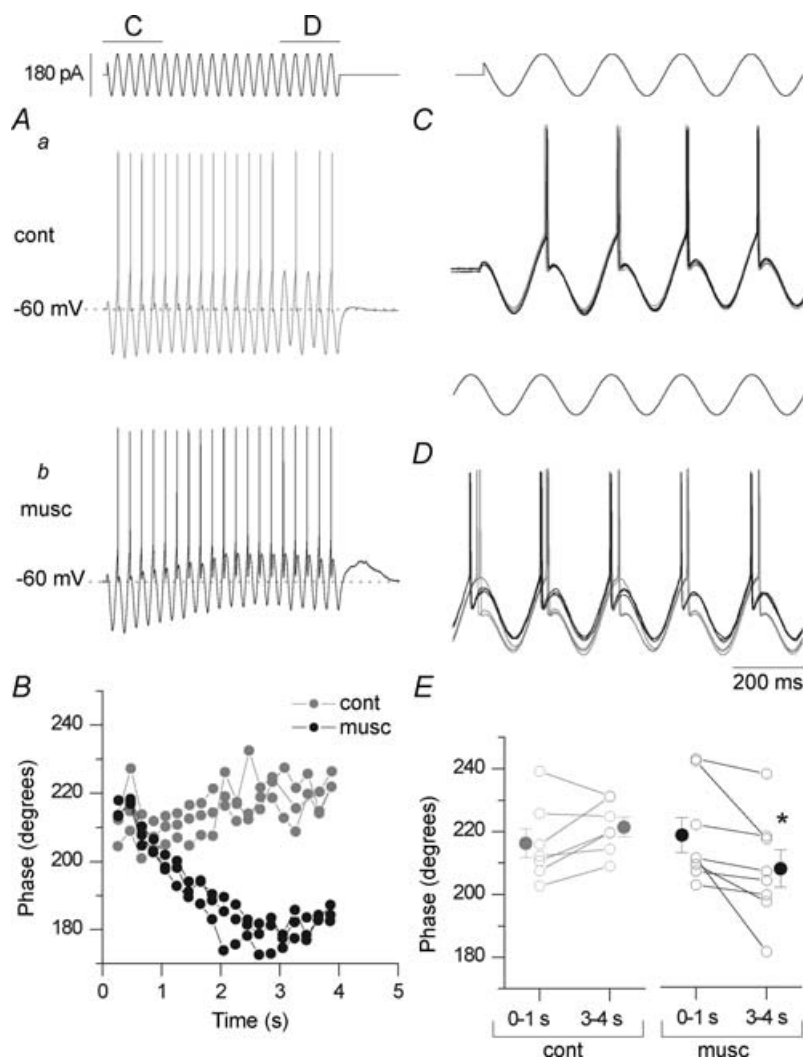 C D
180 pA
A
a
cont
-60 mV
b
musc
-60 mV
C
D
200 ms
B
cont
musc
240
220
200
180
Phase (degrees)
0 1 2 3 4 5
Time (s)
E
240
220
200
180
Phase (degrees)
*
0-1 s 3-4 s 0-1 s 3-4 s
cont musc